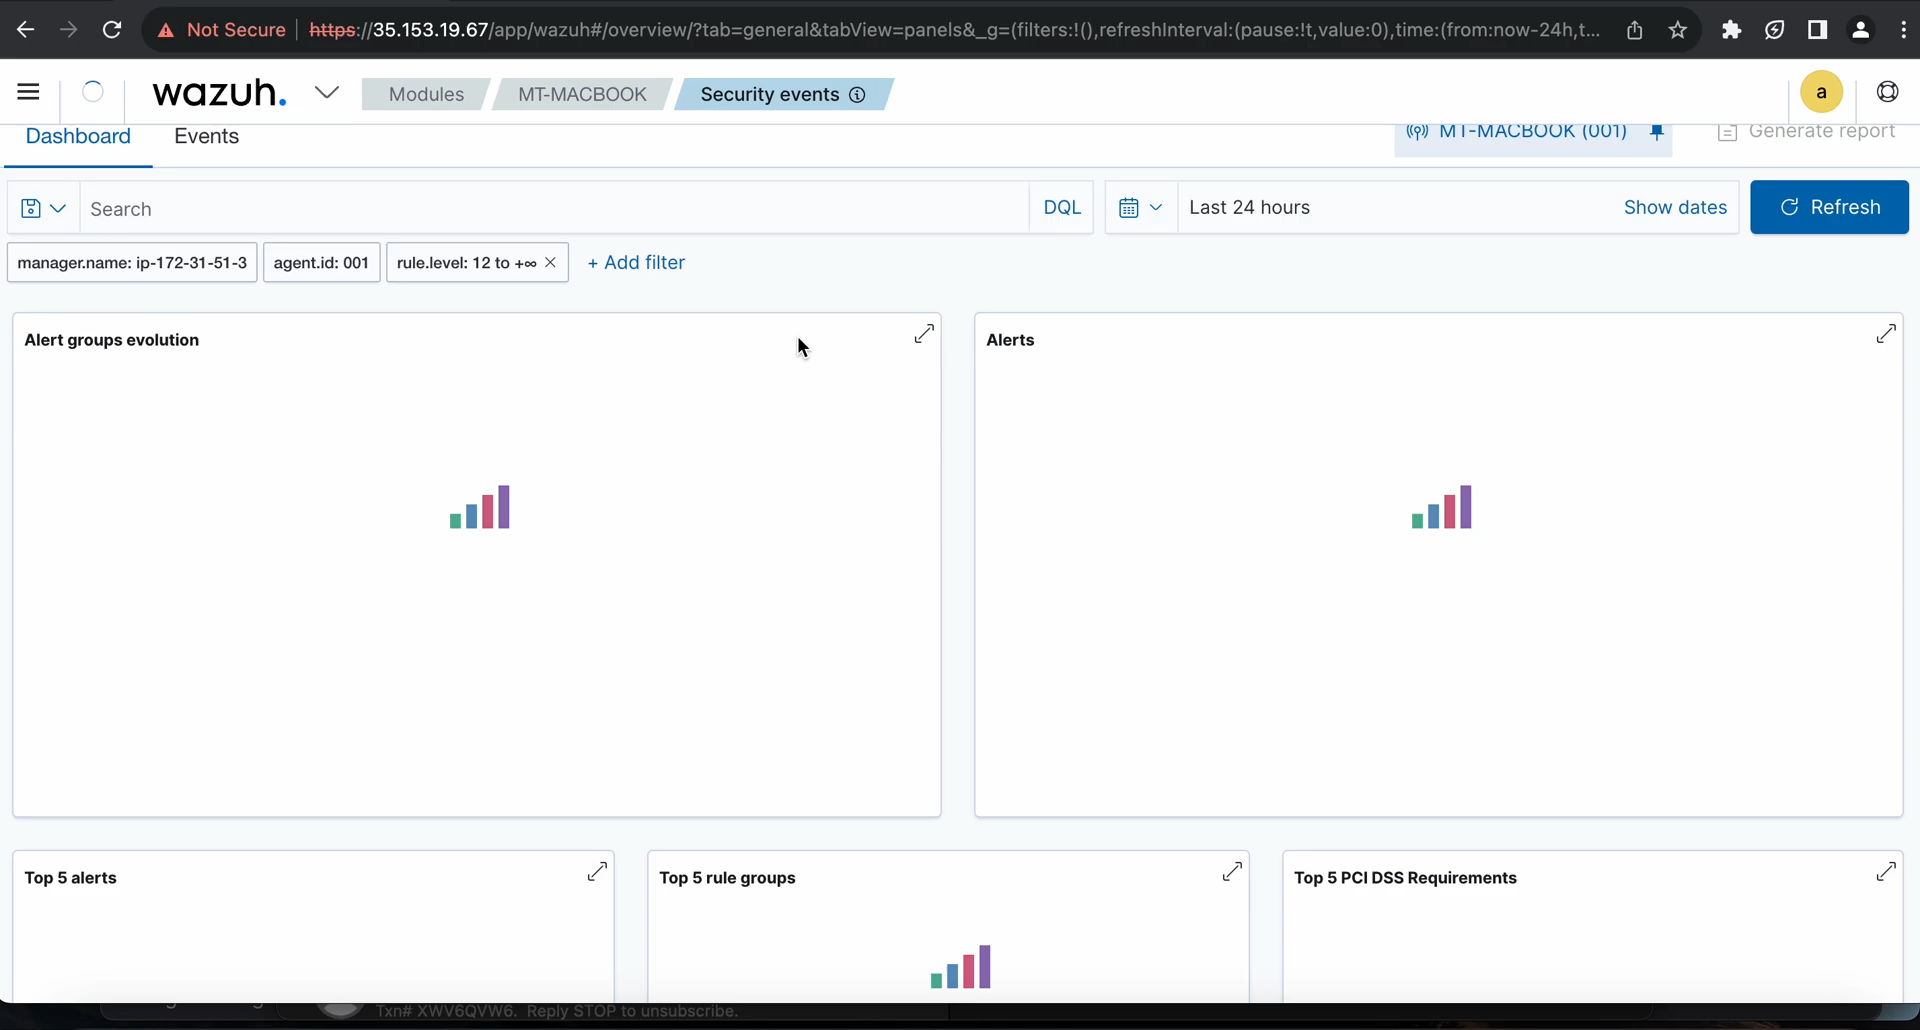 Not Secure https://35.153.19.67/app/wazuh#/overview/?tab=general&tabView=panels&_g=(filters:!(),refreshInterval:(pause:!t,value:0),time:(from:now-24h,t...
wazuh. Modules MT-MACBOOK Security events a
Dashboard Events MT-MACBOOK (001) Generate report
Search DQL Last 24 hours Show dates Refresh
manager.name: ip-172-31-51-3 agent.id: 001 rule.level: 12 to +∞ + Add filter
Alert groups evolution Alerts
Top 5 alerts Top 5 rule groups Top 5 PCI DSS Requirements
Txn# XWV6QVW6. Reply STOP to unsubscribe.